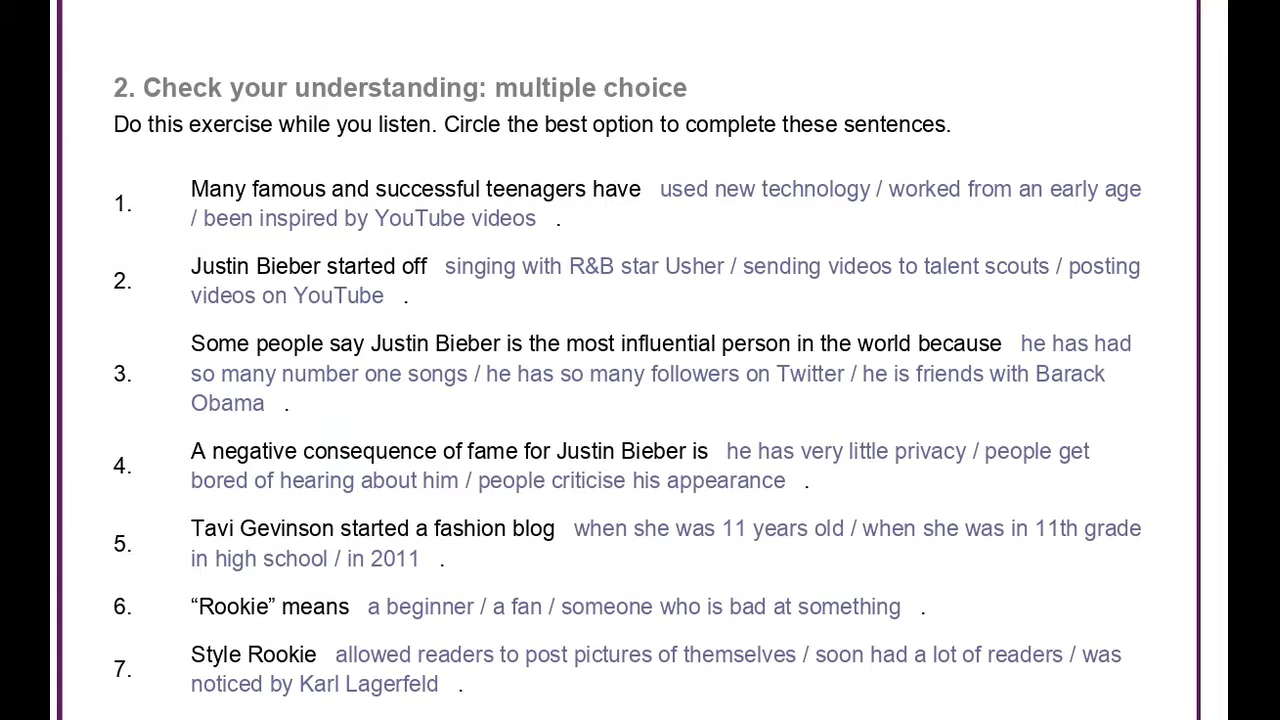 2. Check your understanding: multiple choice
Do this exercise while you listen. Circle the best option to complete these sentences.
1. Many famous and successful teenagers have used new technology / worked from an early age
/ been inspired by YouTube videos .
2. Justin Bieber started off singing with R&B star Usher / sending videos to talent scouts / posting
videos on YouTube .
3. Some people say Justin Bieber is the most influential person in the world because he has had
so many number one songs / he has so many followers on Twitter / he is friends with Barack
Obama .
4. A negative consequence of fame for Justin Bieber is he has very little privacy / people get
bored of hearing about him / people criticise his appearance .
5. Tavi Gevinson started a fashion blog when she was 11 years old / when she was in 11th grade
in high school / in 2011 .
6. “Rookie” means a beginner / a fan / someone who is bad at something .
7. Style Rookie allowed readers to post pictures of themselves / soon had a lot of readers / was
noticed by Karl Lagerfeld .